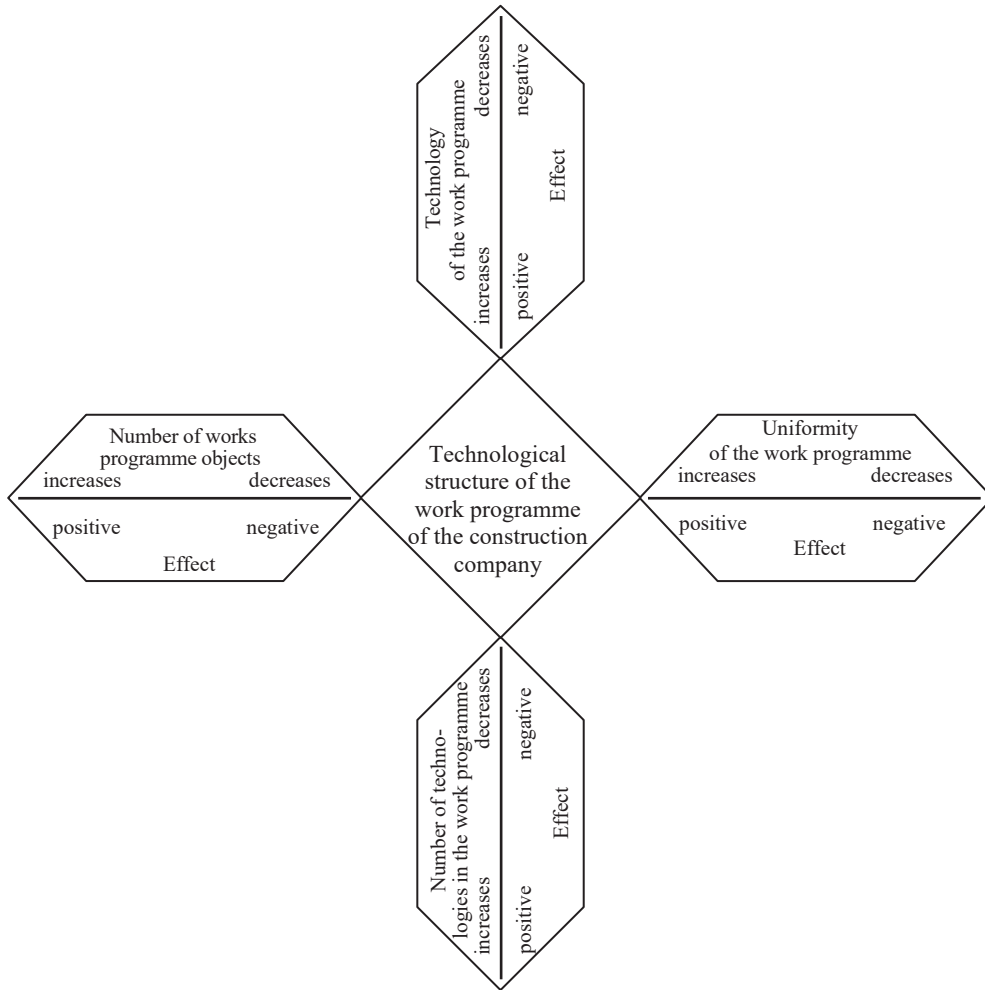 Technology
of the work programme
increases
decreases
positive
negative
Effect
Number of works
programme objects
increases
decreases
positive
negative
Effect
Technological
structure of the
work programme
of the construction
company
Uniformity
of the work programme
increases
decreases
positive
negative
Effect
Number of techno-
logies in the work programme
increases
decreases
positive
negative
Effect